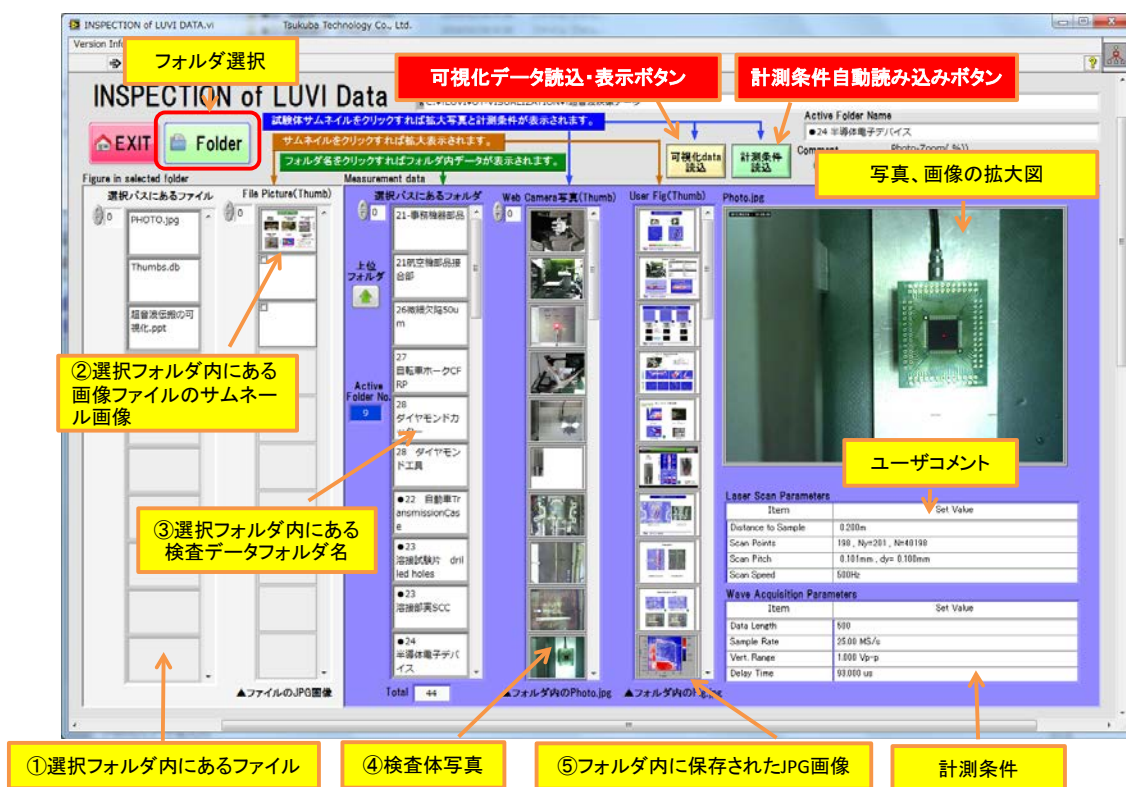 INSPECTION of LUVI DATA.vi
Tsukuba Technology Co., Ltd.
Version Info
フォルダ選択
可視化データ読込・表示ボタン
計測条件自動読み込みボタン
INSPECTION of LUVI Data
試験体サムネイルをクリックすれば拡大写真と計測条件が表示されます。
Active Folder Name
●24 半導体電子デバイス
EXIT
Folder
サムネイルをクリックすれば拡大表示されます。
フォルダ名をクリックすればフォルダ内データが表示されます。
可視化data
読込
計測条件
読込
Comment
Photo-Zoom( %))
写真、画像の拡大図
Figure in selected folder
Measurement data
選択パスにあるファイル
File Picture(Thumb)
選択パスにあるフォルダ
Web Camera写真(Thumb)
User Fig(Thumb)
Photo.jpg
0
PHOTO.jpg
0
0
21-事務機器部品
0
Thumbs.db
上位
フォルダ
21航空機部品接
合部
超音波伝搬の可
視化.ppt
26微細欠陥50u
m
②選択フォルダ内にある
画像ファイルのサムネー
ル画像
27
自転車ホークCF
RP
Active
Folder No.
9
28
ダイヤモンドカ
28 ダイヤモン
ド工具
ユーザコメント
③選択フォルダ内にある
検査データフォルダ名
●22 自動車Tr
ansmissionCas
e
●23
溶接試験片 dril
led holes
●23
溶接部実SCC
●24
半導体電子デバ
イス
Laser Scan Parameters
Item
Set Value
Distance to Sample
0.200m
Scan Points
198 , Ny=201 , N=40198
Scan Pitch
0.101mm , dy= 0.100mm
Scan Speed
500Hz
Wave Acquisition Parameters
Item
Set Value
Data Length
500
Sample Rate
25.00 MS/s
Vert. Range
1.000 Vp-p
Delay Time
93.000 us
▲ファイルのJPG画像
Total
44
▲フォルダ内のPhoto.jpg
▲フォルダ内の
①選択フォルダ内にあるファイル
④検査体写真
⑤フォルダ内に保存されたJPG画像
計測条件